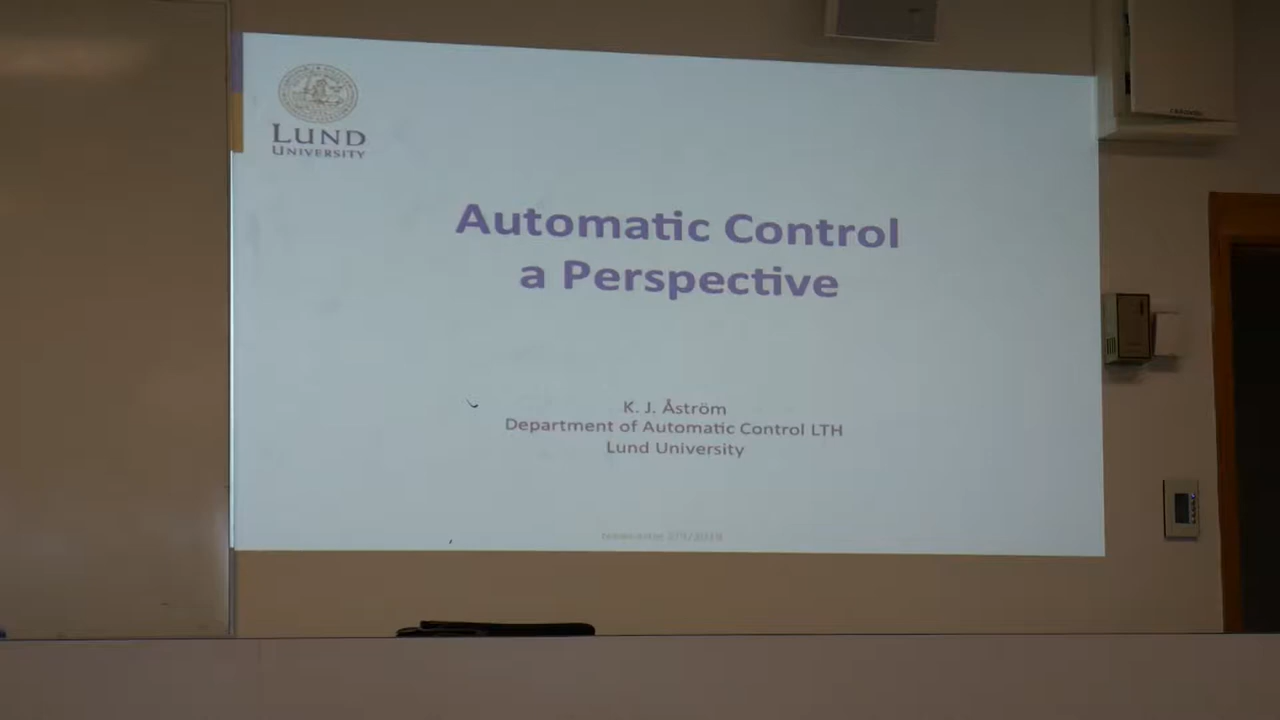 LUND
UNIVERSITY
Automatic Control
a Perspective
K. J. Åström
Department of Automatic Control LTH
Lund University